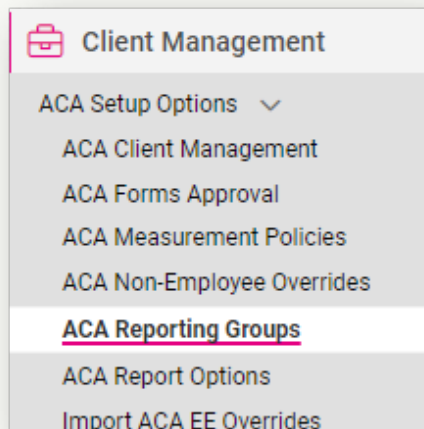 Client Management
ACA Setup Options
ACA Client Management
ACA Forms Approval
ACA Measurement Policies
ACA Non-Employee Overrides
ACA Reporting Groups
ACA Report Options
Import ACA EE Overrides